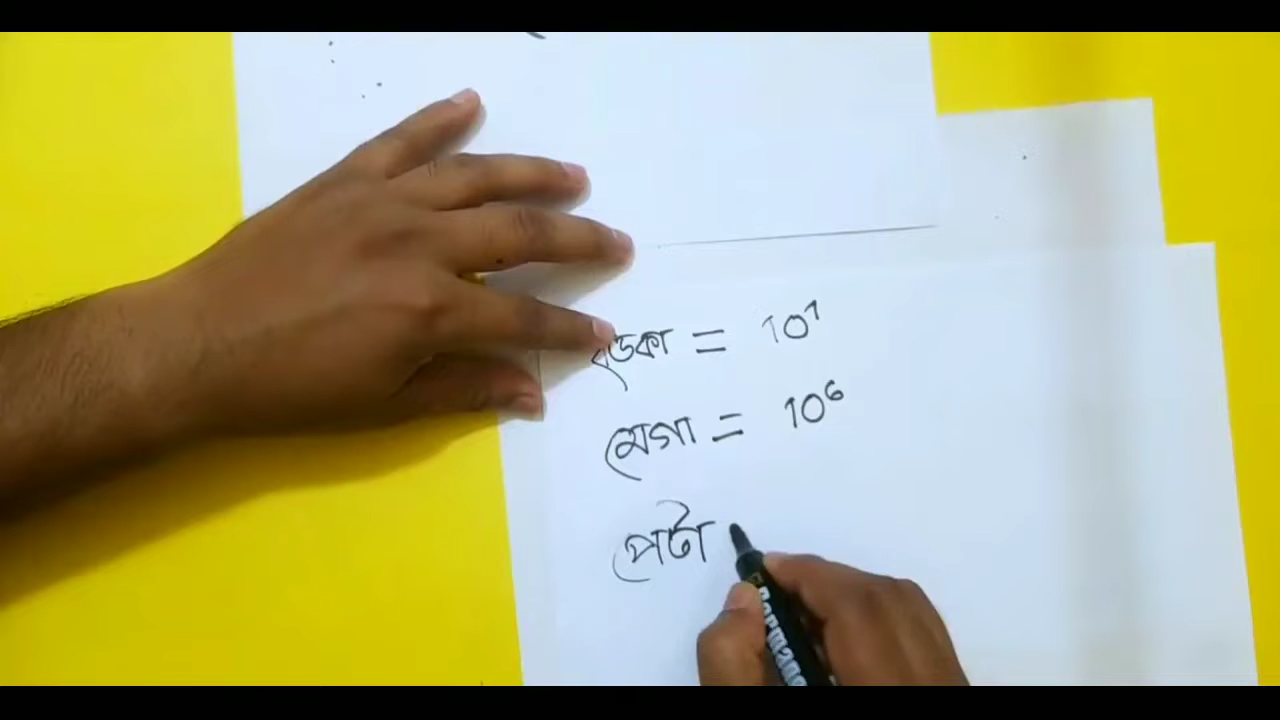 ডেকা = 10¹
মেগা = 10⁶
পেটা